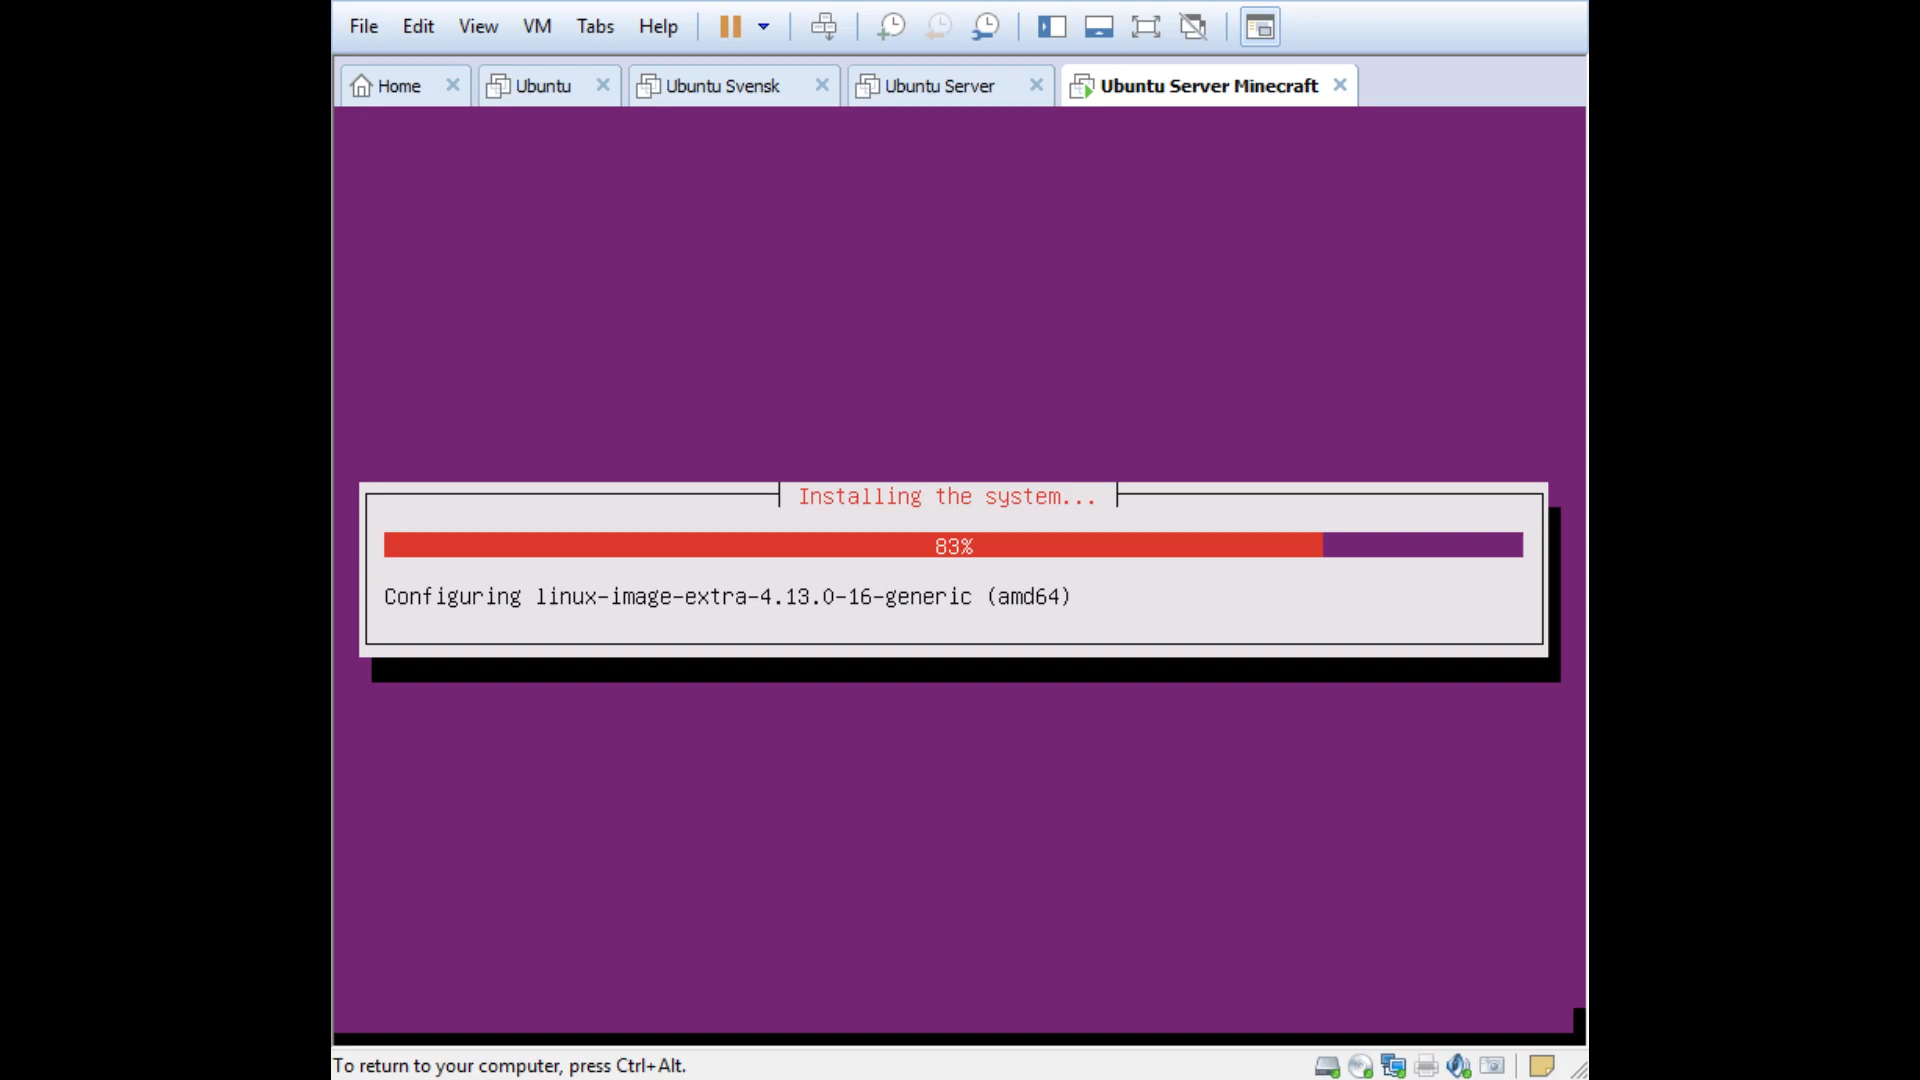 File Edit View VM Tabs Help
Home Ubuntu Ubuntu Svensk Ubuntu Server Ubuntu Server Minecraft
Installing the system...
83%
Configuring linux-image-extra-4.13.0-16-generic (amd64)
To return to your computer, press Ctrl+Alt.